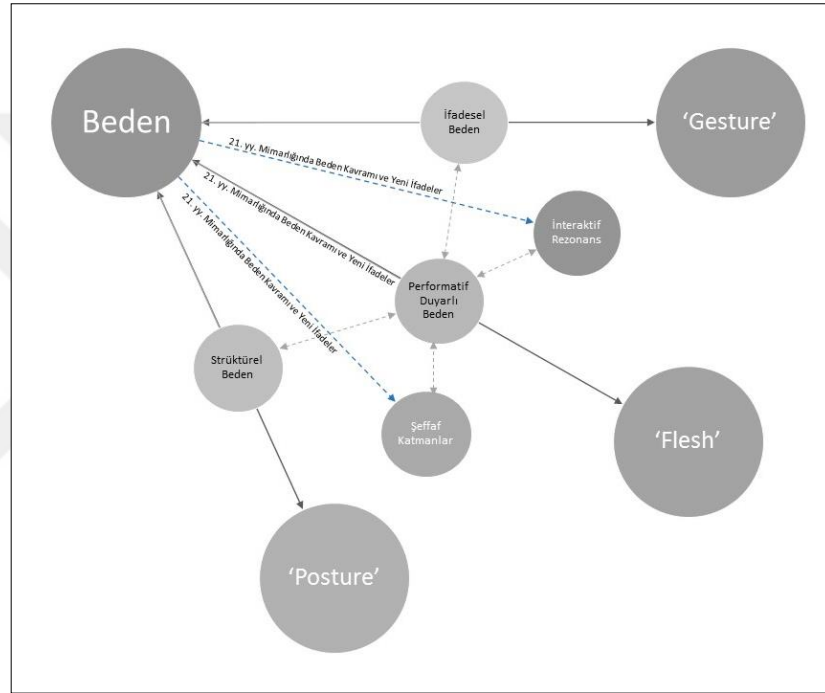 Beden
İfadesel
Beden
'Gesture'
21. yy. Mimarlığında Beden Kavramı ve Yeni İfadeler
21. yy. Mimarlığında Beden Kavramı ve Yeni İfadeler
21. yy. Mimarlığında Beden Kavramı ve Yeni İfadeler
İnteraktif
Rezonans
Performatif
Duyarlı
Beden
Strüktürel
Beden
Şeffaf
Katmanlar
'Flesh'
'Posture'